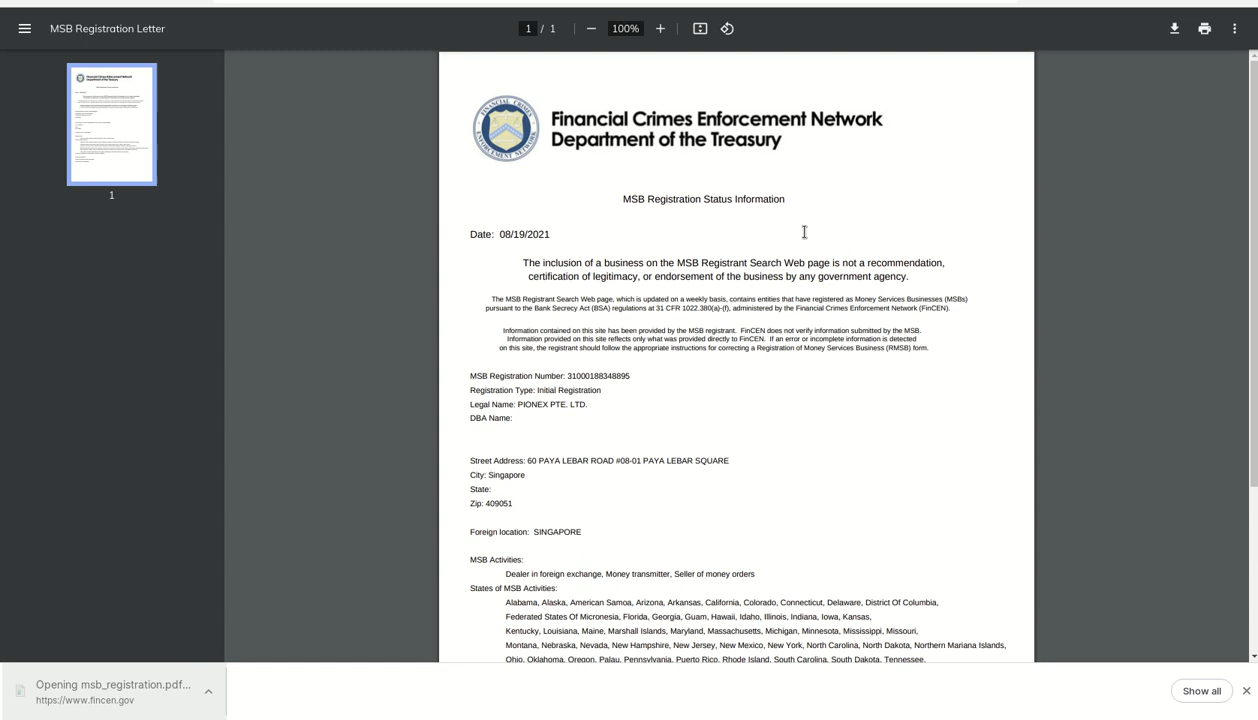 MSB Registration Letter
1 / 1
100%
Financial Crimes Enforcement Network
Department of the Treasury
MSB Registration Status Information
Date: 08/19/2021
The inclusion of a business on the MSB Registrant Search Web page is not a recommendation,
certification of legitimacy, or endorsement of the business by any government agency.
The MSB Registrant Search Web page, which is updated on a weekly basis, contains entities that have registered as Money Services Businesses (MSBs)
pursuant to the Bank Secrecy Act (BSA) regulations at 31 CFR 1022.380(a)-(f), administered by the Financial Crimes Enforcement Network (FinCEN).
Information contained on this site has been provided by the MSB registrant. FinCEN does not verify information submitted by the MSB.
Information provided on this site reflects only what was provided directly to FinCEN. If an error or incomplete information is detected
on this site, the registrant should follow the appropriate instructions for correcting a Registration of Money Services Business (RMSB) form.
MSB Registration Number: 31000188348895
Registration Type: Initial Registration
Legal Name: PIONEX PTE. LTD.
DBA Name:
Street Address: 60 PAYA LEBAR ROAD #08-01 PAYA LEBAR SQUARE
City: Singapore
State:
Zip: 409051
Foreign location: SINGAPORE
MSB Activities:
Dealer in foreign exchange, Money transmitter, Seller of money orders
States of MSB Activities:
Alabama, Alaska, American Samoa, Arizona, Arkansas, California, Colorado, Connecticut, Delaware, District Of Columbia,
Federated States Of Micronesia, Florida, Georgia, Guam, Hawaii, Idaho, Illinois, Indiana, Iowa, Kansas,
Kentucky, Louisiana, Maine, Marshall Islands, Maryland, Massachusetts, Michigan, Minnesota, Mississippi, Missouri,
Montana, Nebraska, Nevada, New Hampshire, New Jersey, New Mexico, New York, North Carolina, North Dakota, Northern Mariana Islands,
Ohio, Oklahoma, Oregon, Palau, Pennsylvania, Puerto Rico, Rhode Island, South Carolina, South Dakota, Tennessee,
1
Opening msb_registration.pdf...
https://www.fincen.gov
Show all